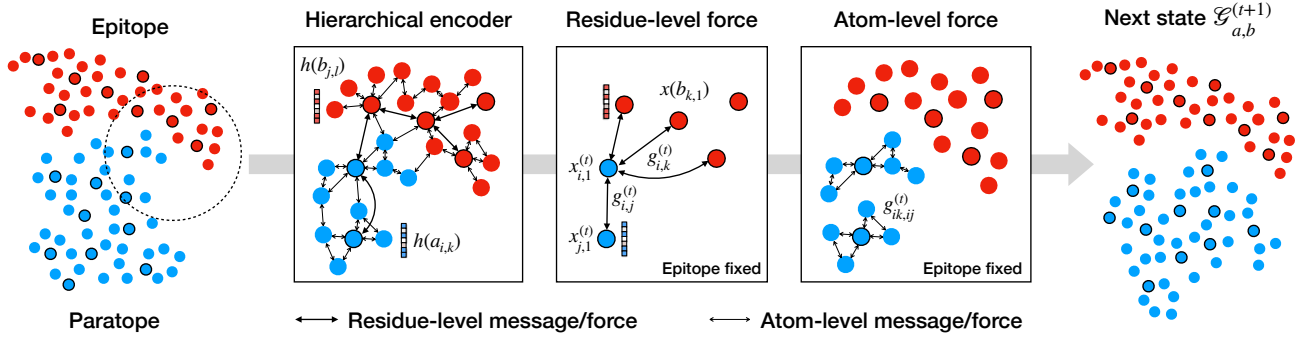 Epitope
Hierarchical encoder
Residue-level force
Atom-level force
Next state 𝒢_{a,b}^{(t+1)}
h(b_{j,l})
h(a_{i,k})
x(b_{k,1})
x_{i,1}^{(t)}
g_{i,k}^{(t)}
g_{i,j}^{(t)}
x_{j,1}^{(t)}
Epitope fixed
g_{ik,ij}^{(t)}
Epitope fixed
Paratope
Residue-level message/force
Atom-level message/force